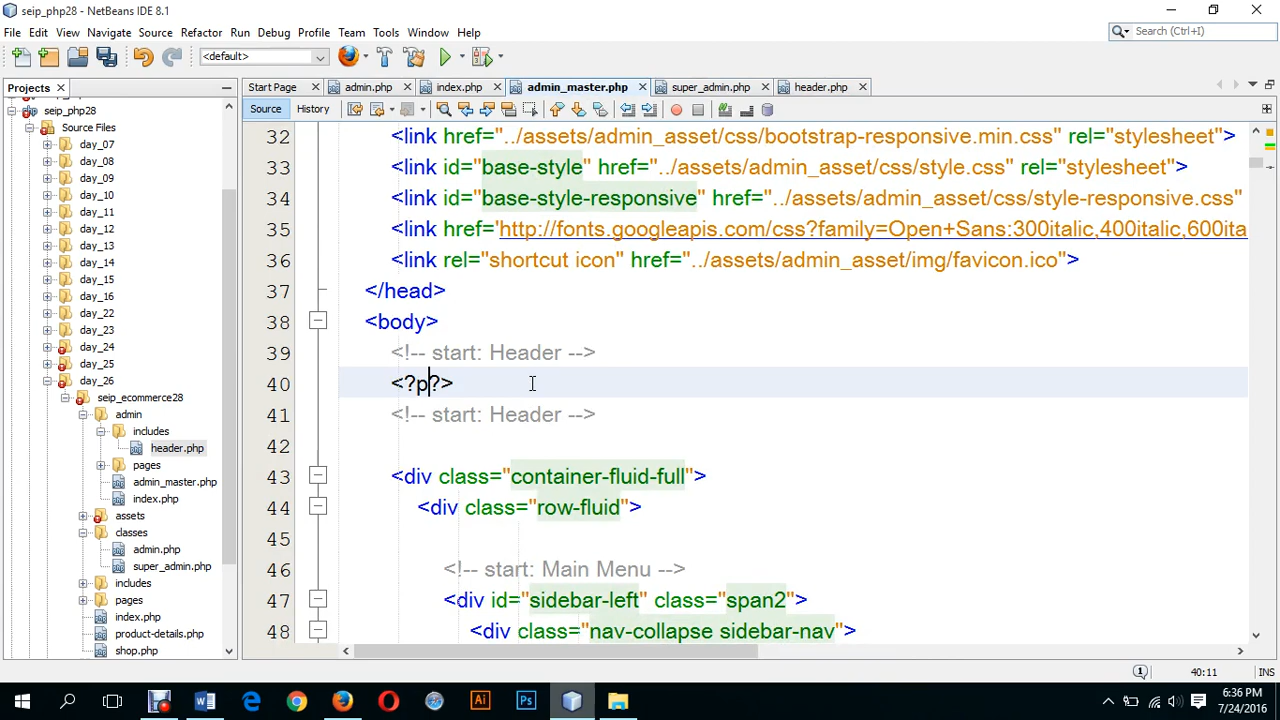 seip_php28 - NetBeans IDE 8.1
File Edit View Navigate Source Refactor Run Debug Profile Team Tools Window Help
Search (Ctrl+I)
<default>
Projects
Start Page admin.php index.php admin_master.php super_admin.php header.php
Source History
seip_php28
Source Files
day_07
day_08
day_09
day_10
day_11
day_12
day_13
day_14
day_15
day_16
day_22
day_23
day_24
day_25
day_26
seip_ecommerce28
admin
includes
header.php
pages
admin_master.php
index.php
assets
classes
admin.php
super_admin.php
includes
pages
index.php
product-details.php
shop.php
32 <link href="../assets/admin_asset/css/bootstrap-responsive.min.css" rel="stylesheet">
33 <link id="base-style" href="../assets/admin_asset/css/style.css" rel="stylesheet">
34 <link id="base-style-responsive" href="../assets/admin_asset/css/style-responsive.css"
35 <link href='http://fonts.googleapis.com/css?family=Open+Sans:300italic,400italic,600ita
36 <link rel="shortcut icon" href="../assets/admin_asset/img/favicon.ico">
37 </head>
38 <body>
39 <!-- start: Header -->
40 <?p?>
41 <!-- start: Header -->
42
43 <div class="container-fluid-full">
44 <div class="row-fluid">
45
46 <!-- start: Main Menu -->
47 <div id="sidebar-left" class="span2">
48 <div class="nav-collapse sidebar-nav">
1 40:11 INS
6:36 PM
7/24/2016